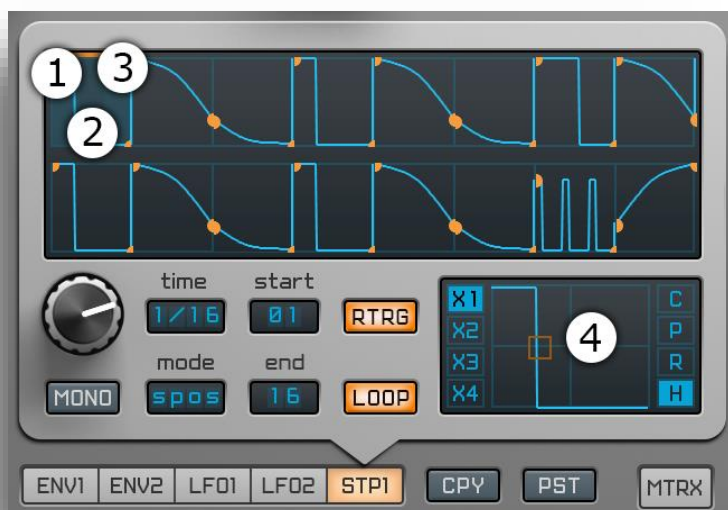 1 3
2
time start
1/16 01 RTRG
mode end
MONO spos 16 LOOP
X1 C
X2 4 P
X3 R
X4 H
ENV1 ENV2 LFO1 LFO2 STP1 CPY PST MTRX